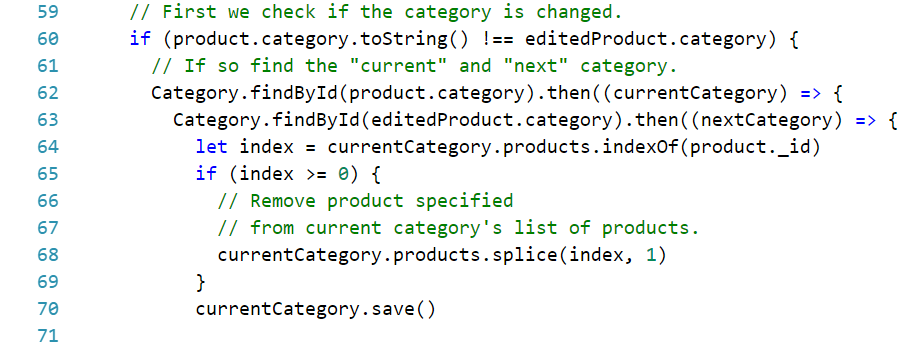 59 // First we check if the category is changed.
60 if (product.category.toString() !== editedProduct.category) {
61 // If so find the "current" and "next" category.
62 Category.findById(product.category).then((currentCategory) => {
63 Category.findById(editedProduct.category).then((nextCategory) => {
64 let index = currentCategory.products.indexOf(product._id)
65 if (index >= 0) {
66 // Remove product specified
67 // from current category's list of products.
68 currentCategory.products.splice(index, 1)
69 }
70 currentCategory.save()
71